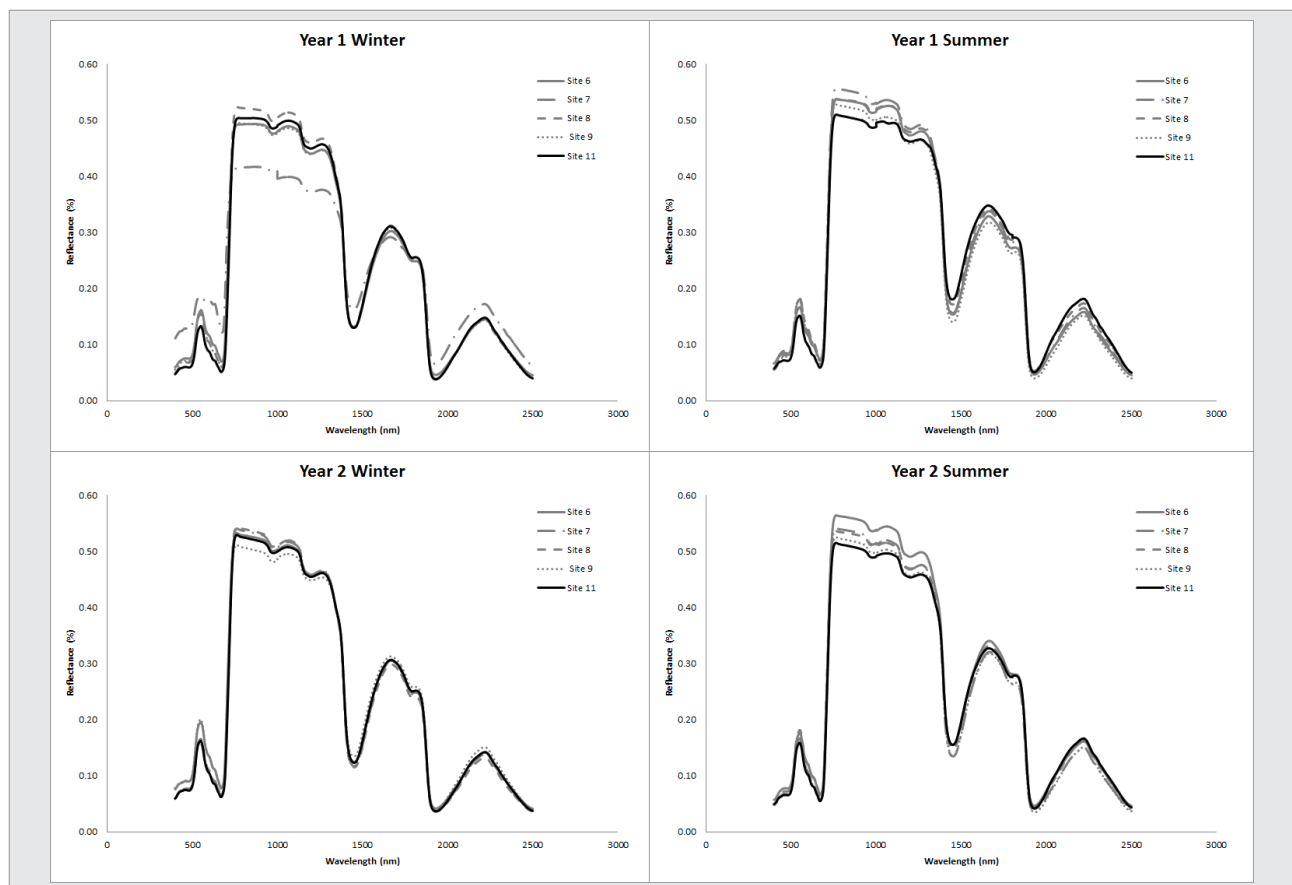 Year 1 Winter
0.60
0.50
0.40
0.30
0.20
0.10
0.00
Reflectance (%)
0
500
1000
1500
2000
2500
3000
Wavelength (nm)
Site 6
Site 7
Site 8
Site 9
Site 11
Year 1 Summer
0.60
0.50
0.40
0.30
0.20
0.10
0.00
Reflectance (%)
0
500
1000
1500
2000
2500
3000
Wavelength (nm)
Site 6
Site 7
Site 8
Site 9
Site 11
Year 2 Winter
0.60
0.50
0.40
0.30
0.20
0.10
0.00
Reflectance (%)
0
500
1000
1500
2000
2500
3000
Wavelength (nm)
Site 6
Site 7
Site 8
Site 9
Site 11
Year 2 Summer
0.60
0.50
0.40
0.30
0.20
0.10
0.00
Reflectance (%)
0
500
1000
1500
2000
2500
3000
Wavelength (nm)
Site 6
Site 7
Site 8
Site 9
Site 11